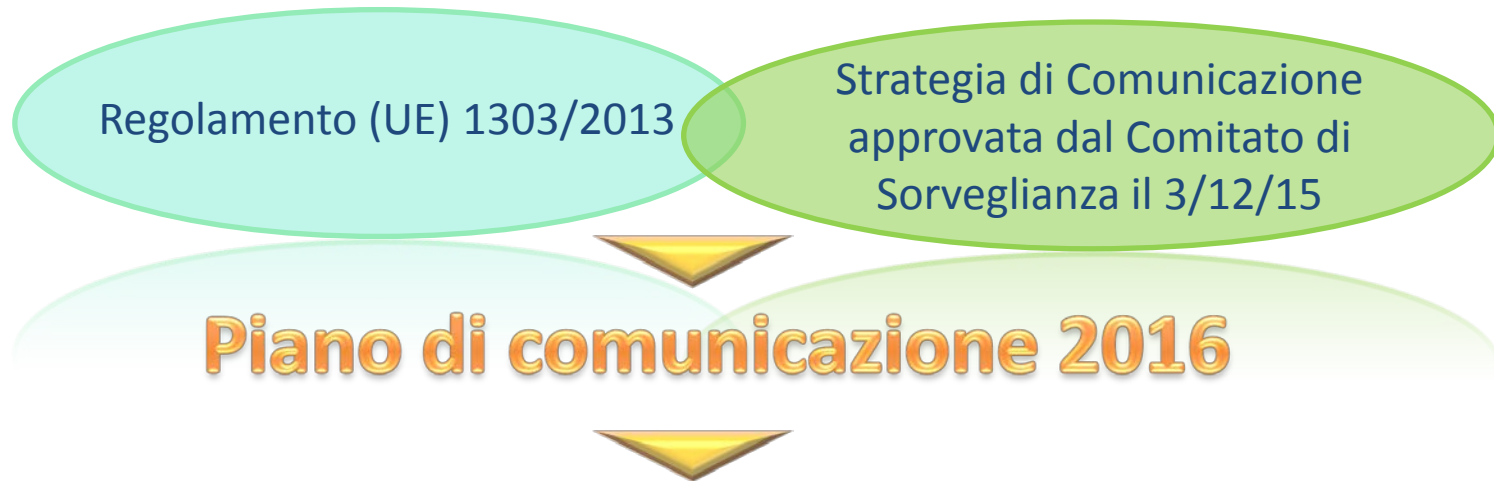 Regolamento (UE) 1303/2013
Strategia di Comunicazione
approvata dal Comitato di
Sorveglianza il 3/12/15
Piano di comunicazione 2016